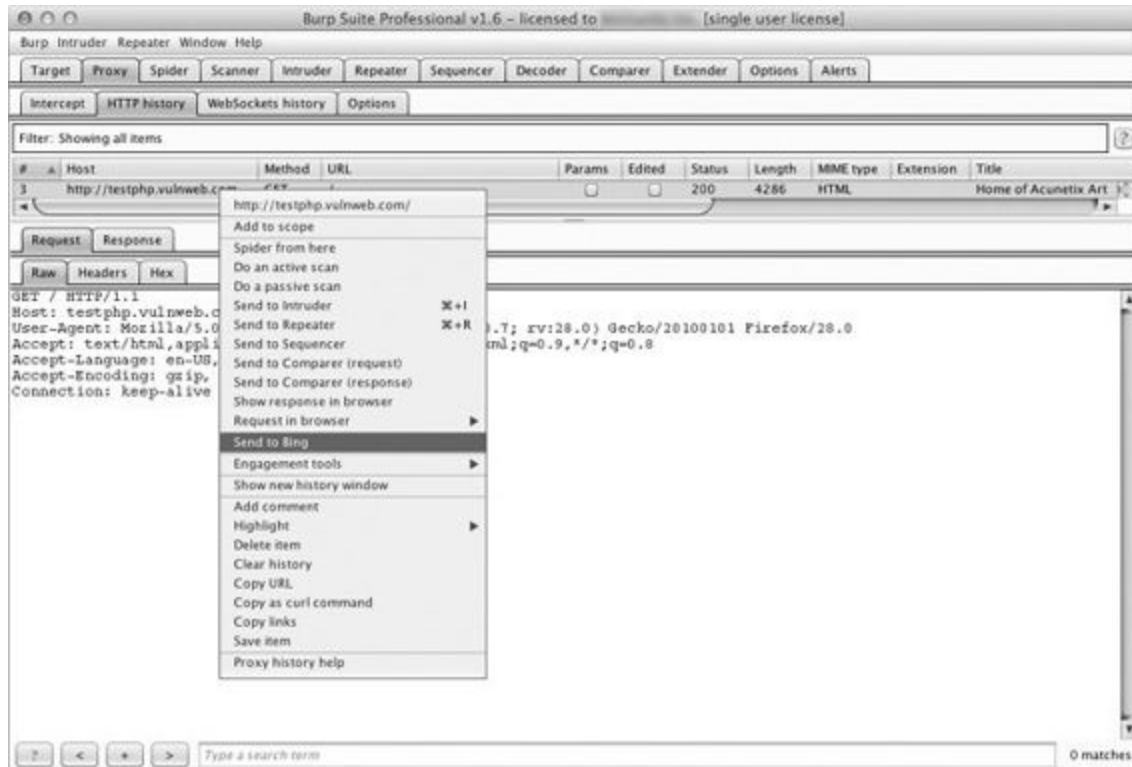 Burp Suite Professional v1.6 – licensed to [single user license]
Burp Intruder Repeater Window Help
Target Proxy Spider Scanner Intruder Repeater Sequencer Decoder Comparer Extender Options Alerts
Intercept HTTP history WebSockets history Options
Filter: Showing all items
?
# Host Method URL Params Edited Status Length MIME type Extension Title
3 http://testphp.vulnweb.com GET / 200 4286 HTML Home of Acunetix Art
http://testphp.vulnweb.com/
Add to scope
Spider from here
Do an active scan
Do a passive scan
Send to Intruder ⌘+I
Send to Repeater ⌘+R
Send to Sequencer
Send to Comparer (request)
Send to Comparer (response)
Show response in browser
Request in browser
Send to Bing
Engagement tools
Show new history window
Add comment
Highlight
Delete item
Clear history
Copy URL
Copy as curl command
Copy links
Save item
Proxy history help
Request Response
Raw Headers Hex
GET / HTTP/1.1
Host: testphp.vulnweb.c
User-Agent: Mozilla/5.0 0.7; rv:28.0) Gecko/20100101 Firefox/28.0
Accept: text/html,appli ml;q=0.9,*/*;q=0.8
Accept-Language: en-US,
Accept-Encoding: gzip,
Connection: keep-alive
? < + > Type a search term 0 matches